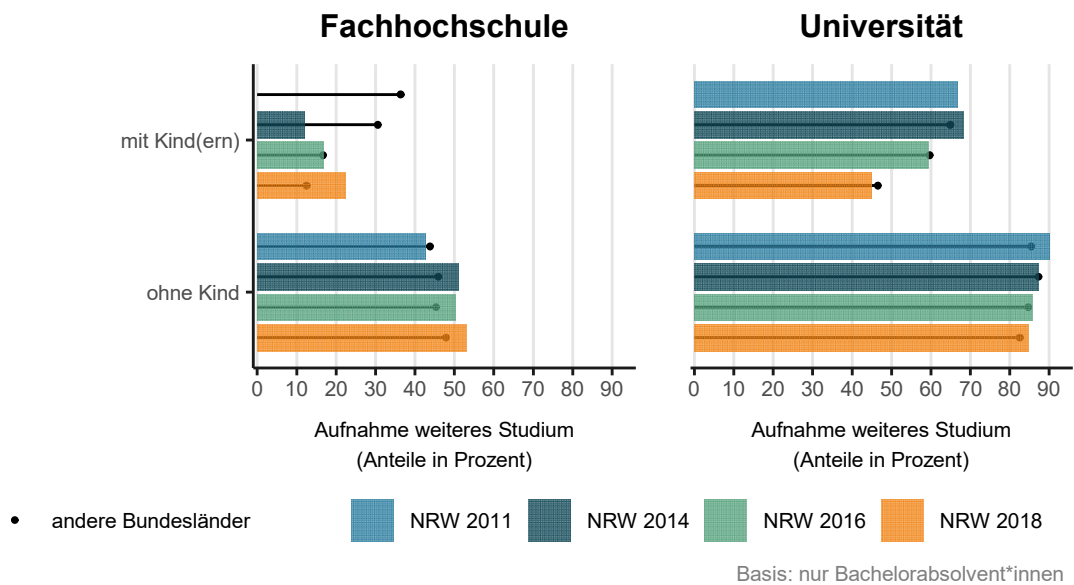 Fachhochschule
Universität
mit Kind(ern)
ohne Kind
0 10 20 30 40 50 60 70 80 90
0 10 20 30 40 50 60 70 80 90
Aufnahme weiteres Studium
(Anteile in Prozent)
Aufnahme weiteres Studium
(Anteile in Prozent)
andere Bundesländer
NRW 2011
NRW 2014
NRW 2016
NRW 2018
Basis: nur Bachelorabsolvent*innen